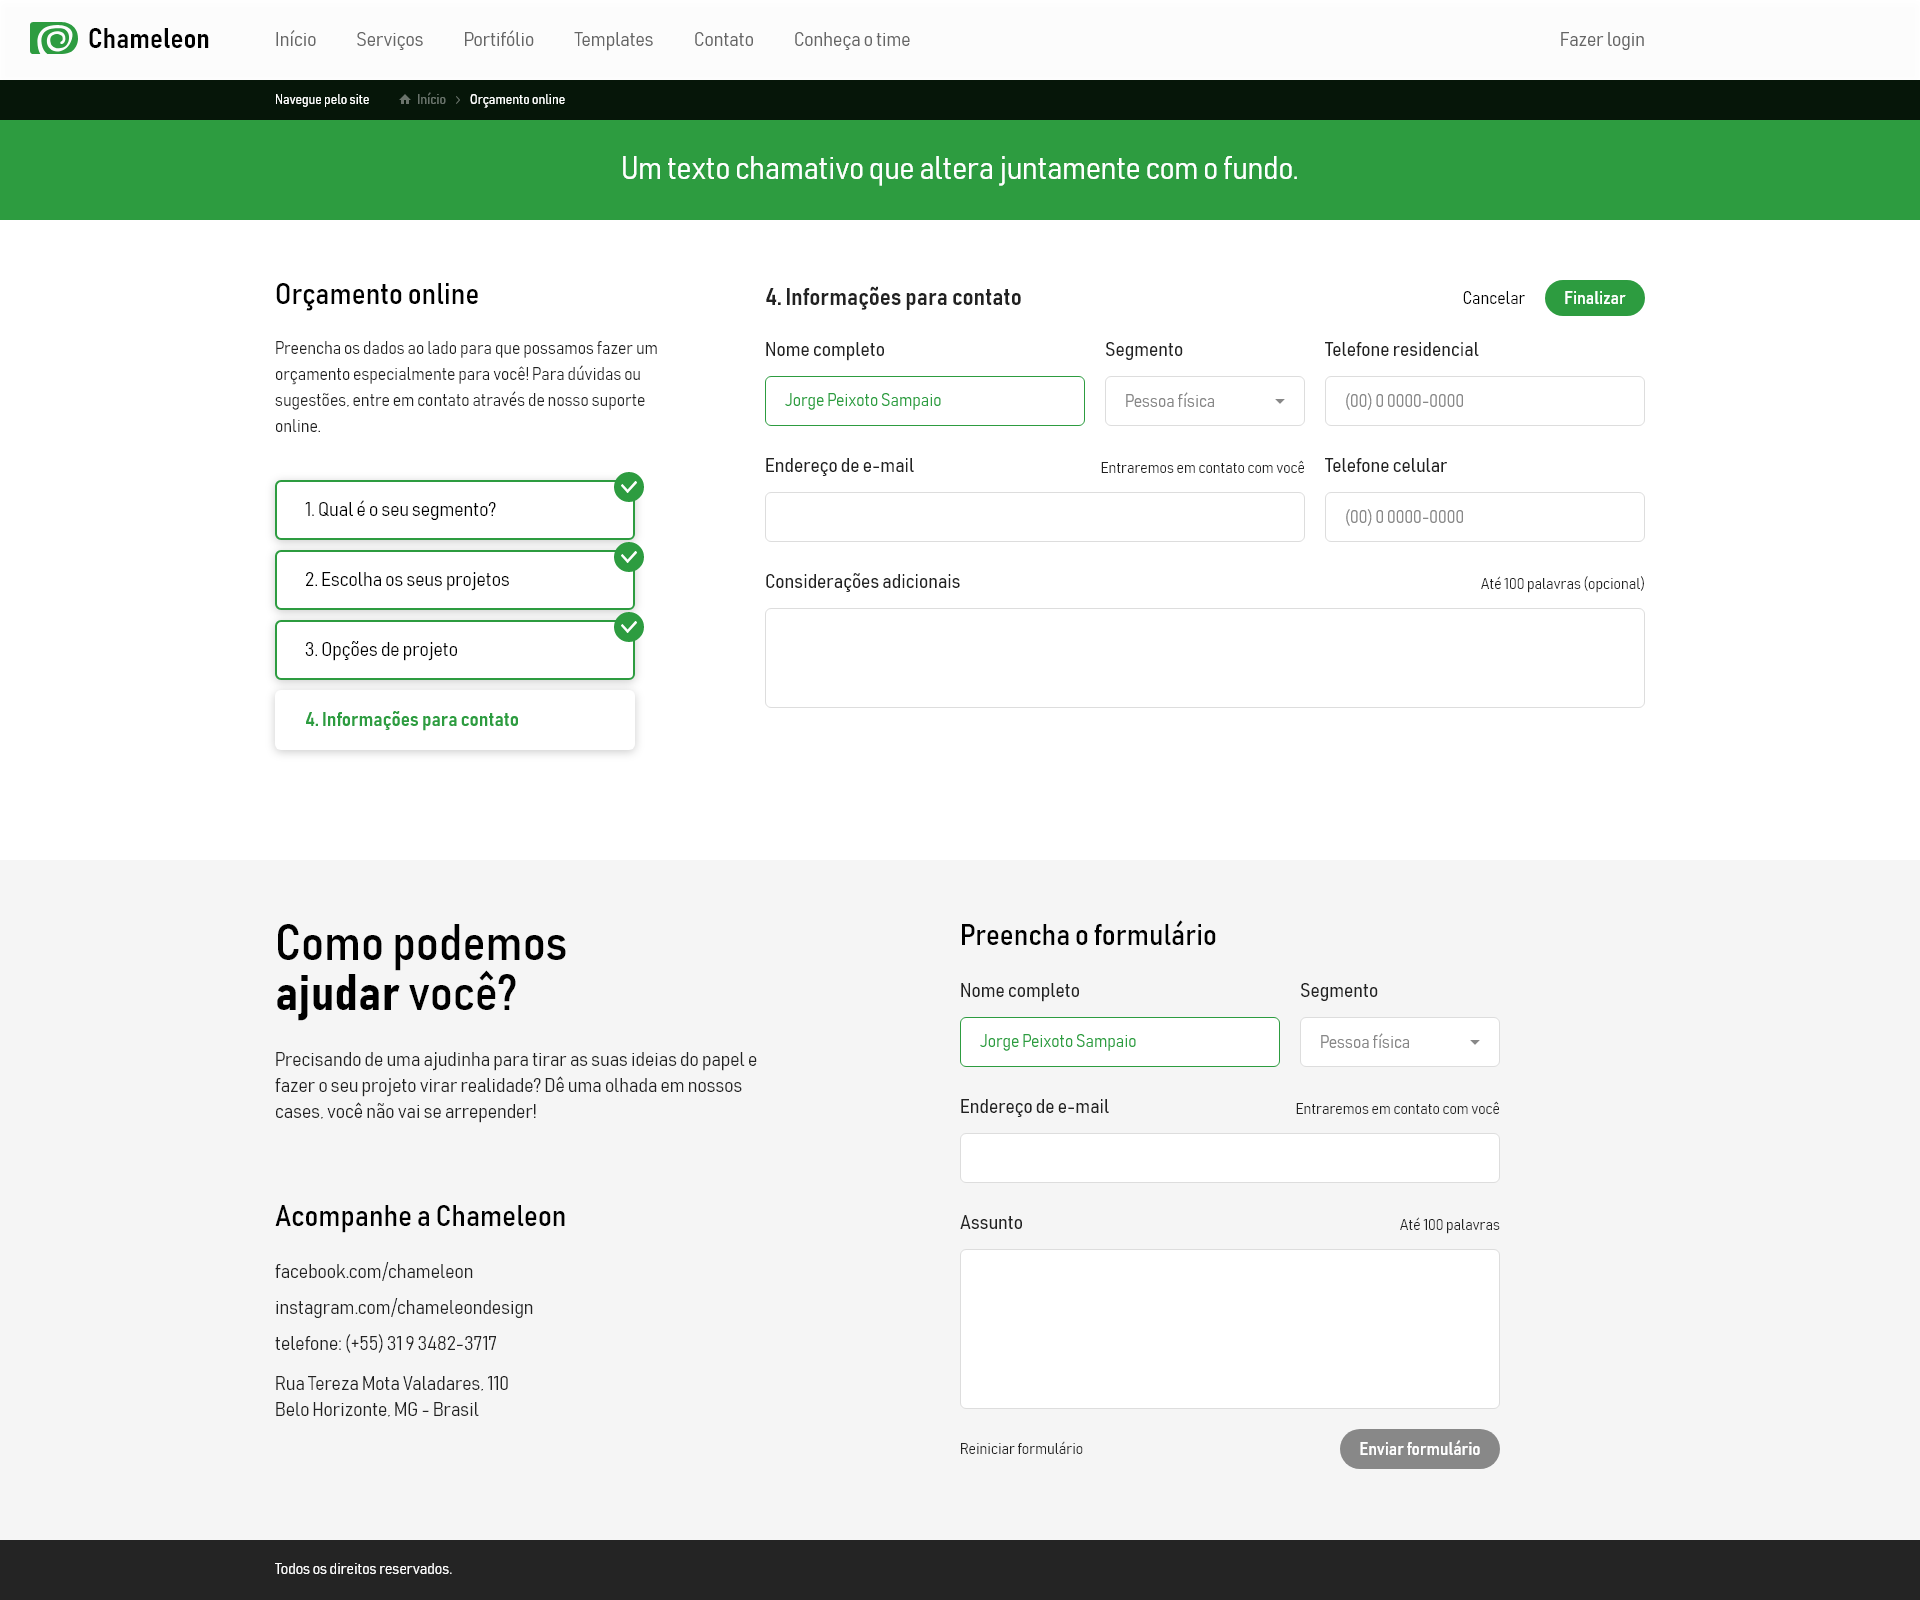 Chameleon
Início Serviços Portifólio Templates Contato Conheça o time Fazer login
Navegue pelo site Início > Orçamento online
Um texto chamativo que altera juntamente com o fundo.
Orçamento online
Preencha os dados ao lado para que possamos fazer um
orçamento especialmente para você! Para dúvidas ou
sugestões, entre em contato através de nosso suporte
online.
1. Qual é o seu segmento?
2. Escolha os seus projetos
3. Opções de projeto
4. Informações para contato
4. Informações para contato
Cancelar Finalizar
Nome completo Segmento Telefone residencial
Jorge Peixoto Sampaio Pessoa física (00) 0 0000-0000
Endereço de e-mail Entraremos em contato com você Telefone celular
(00) 0 0000-0000
Considerações adicionais Até 100 palavras (opcional)
Como podemos
ajudar você?
Precisando de uma ajudinha para tirar as suas ideias do papel e
fazer o seu projeto virar realidade? Dê uma olhada em nossos
cases, você não vai se arrepender!
Acompanhe a Chameleon
facebook.com/chameleon
instagram.com/chameleondesign
telefone: (+55) 31 9 3482-3717
Rua Tereza Mota Valadares, 110
Belo Horizonte, MG - Brasil
Preencha o formulário
Nome completo Segmento
Jorge Peixoto Sampaio Pessoa física
Endereço de e-mail Entraremos em contato com você
Assunto Até 100 palavras
Reiniciar formulário Enviar formulário
Todos os direitos reservados.